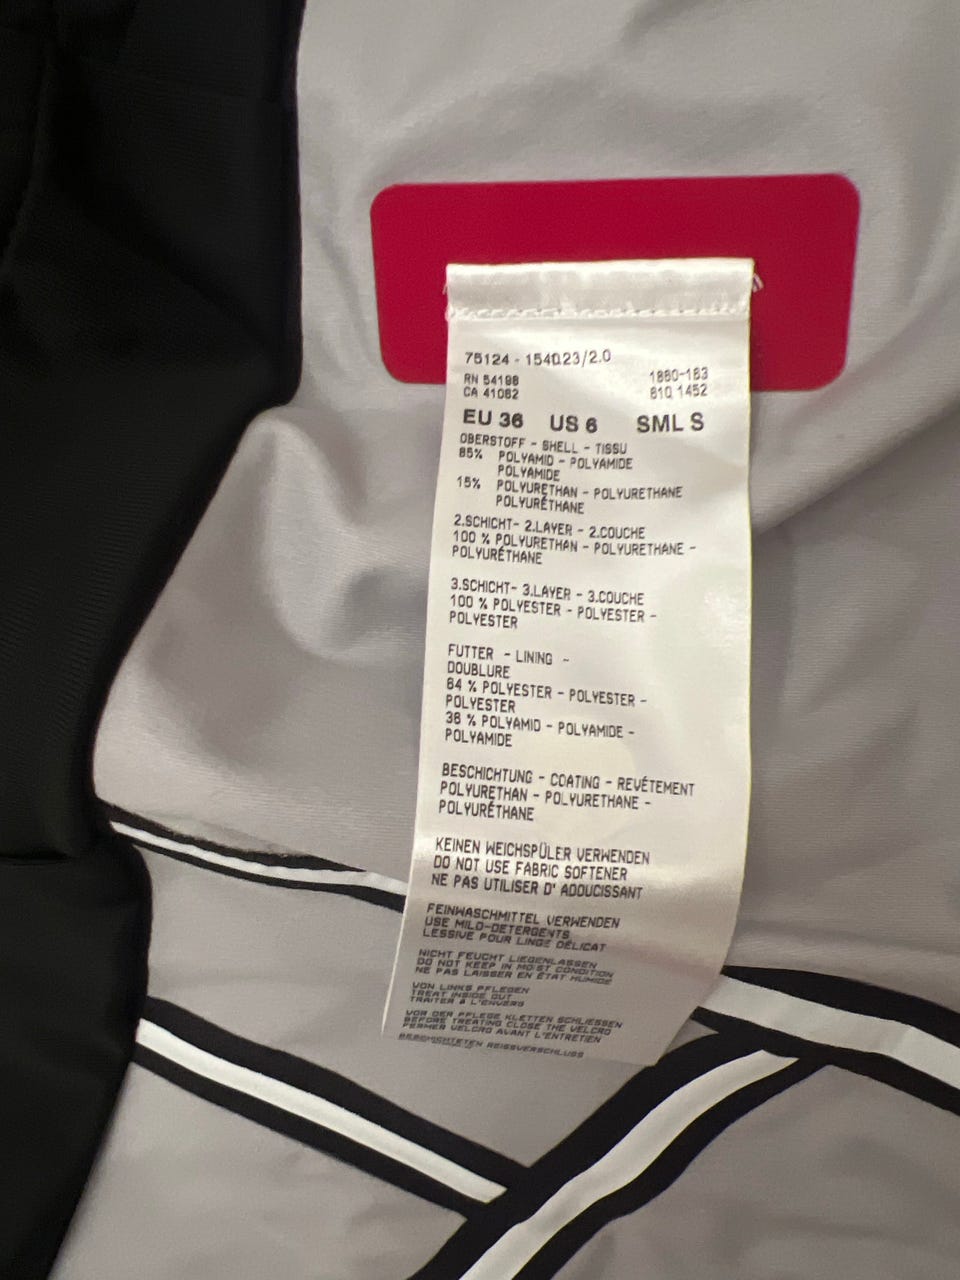 75124 - 154023/2.0
RN 54198 1880-183
CA 41062 810 1452
EU 36 US 6 SML S
OBERSTOFF - SHELL - TISSU
85% POLYAMID - POLYAMIDE
POLYAMIDE
15% POLYURETHAN - POLYURETHANE
POLYURÉTHANE
2.SCHICHT- 2.LAYER - 2.COUCHE
100 % POLYURETHAN - POLYURETHANE -
POLYURÉTHANE
3.SCHICHT- 3.LAYER - 3.COUCHE
100 % POLYESTER - POLYESTER -
POLYESTER
FUTTER - LINING -
DOUBLURE
64 % POLYESTER - POLYESTER -
POLYESTER
36 % POLYAMID - POLYAMIDE -
POLYAMIDE
BESCHICHTUNG - COATING - REVÉTEMENT
POLYURETHAN - POLYURETHANE -
POLYURÉTHANE
KEINEN WEICHSPÜLER VERWENDEN
DO NOT USE FABRIC SOFTENER
NE PAS UTILISER D' ADOUCISSANT
FEINWASCHMITTEL VERWENDEN
USE MILD-DETERGENTS
LESSIVE POUR LINGE DÉLICAT
NICHT FEUCHT LIEGENLASSEN
DO NOT KEEP IN MOIST CONDITION
NE PAS LAISSER EN ÉTAT HUMIDE
VON LINKS PFLEGEN
TREAT INSIDE OUT
TRAITER A L'ENVERS
VOR DER PFLEGE KLETTEN SCHLIESSEN
BEFORE TREATING CLOSE THE VELCRO
FERMER VELCRO AVANT L'ENTRETIEN
BESCHICHTETEN REISSVERSCHLUSS